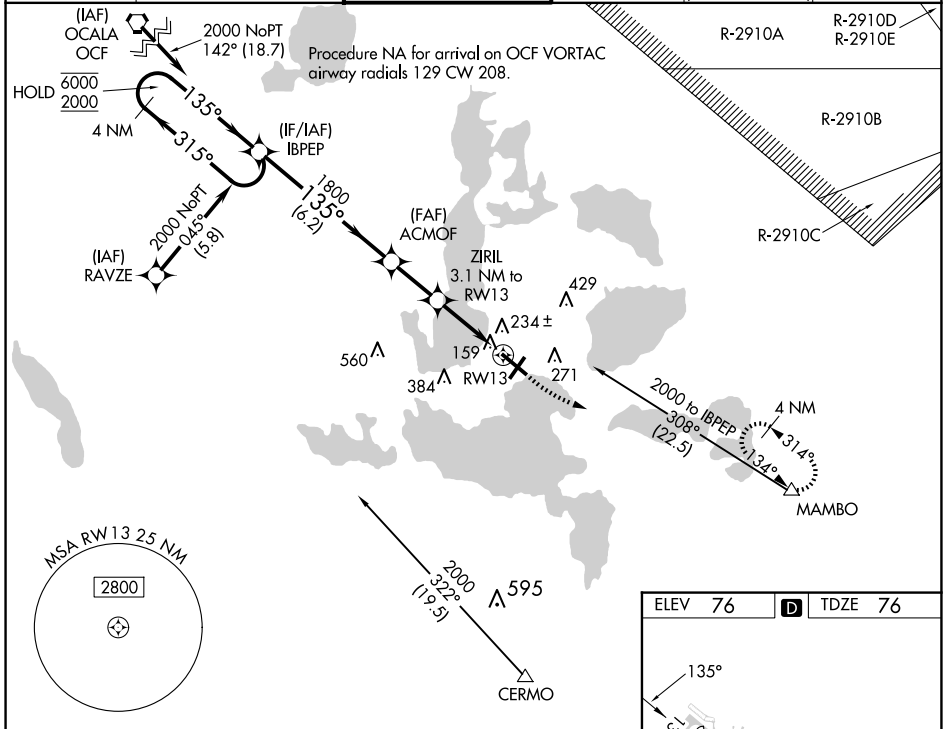 (IAF)
OCALA
OCF
2000 NoPT
142° (18.7)
Procedure NA for arrival on OCF VORTAC
airway radials 129 CW 208.
R-2910A
R-2910D
R-2910E
R-2910B
R-2910C
HOLD 6000
2000
4 NM
135°
315°
(IF/IAF)
IBPEP
1800
135°
(6.2)
2000 NoPT
045°
(5.8)
(IAF)
RAVZE
(FAF)
ACMOF
ZIRIL
3.1 NM to
RW13
429
234±
159
560
384
RW13
271
2000 to IBPEP
308°
(22.5)
4 NM
314°
134°
MAMBO
MSA RW13 25 NM
2800
2000
322°
(19.5)
595
CERMO
ELEV 76
D
TDZE 76
135°